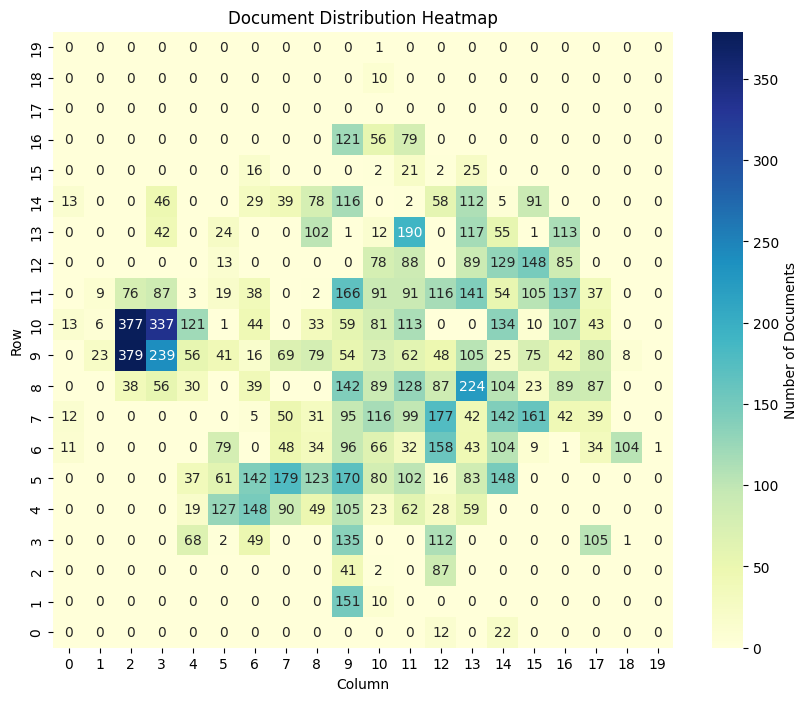 Document Distribution Heatmap
19 0 0 0 0 0 0 0 0 0 0 1 0 0 0 0 0 0 0 0 0
18 0 0 0 0 0 0 0 0 0 0 10 0 0 0 0 0 0 0 0 0
17 0 0 0 0 0 0 0 0 0 0 0 0 0 0 0 0 0 0 0 0
16 0 0 0 0 0 0 0 0 0 121 56 79 0 0 0 0 0 0 0 0
15 0 0 0 0 0 0 16 0 0 0 2 21 2 25 0 0 0 0 0 0
14 13 0 0 46 0 0 29 39 78 116 0 2 58 112 5 91 0 0 0 0
13 0 0 0 42 0 24 0 0 102 1 12 190 0 117 55 1 113 0 0 0
12 0 0 0 0 0 13 0 0 0 0 78 88 0 89 129 148 85 0 0 0
11 0 9 76 87 3 19 38 0 2 166 91 91 116 141 54 105 137 37 0 0
10 13 6 377 337 121 1 44 0 33 59 81 113 0 0 134 10 107 43 0 0
9 0 23 379 239 56 41 16 69 79 54 73 62 48 105 25 75 42 80 8 0
8 0 0 38 56 30 0 39 0 0 142 89 128 87 224 104 23 89 87 0 0
7 12 0 0 0 0 0 5 50 31 95 116 99 177 42 142 161 42 39 0 0
6 11 0 0 0 0 79 0 48 34 96 66 32 158 43 104 9 1 34 104 1
5 0 0 0 0 37 61 142 179 123 170 80 102 16 83 148 0 0 0 0 0
4 0 0 0 0 19 127 148 90 49 105 23 62 28 59 0 0 0 0 0 0
3 0 0 0 0 68 2 49 0 0 135 0 0 112 0 0 0 0 105 1 0
2 0 0 0 0 0 0 0 0 0 41 2 0 87 0 0 0 0 0 0 0
1 0 0 0 0 0 0 0 0 0 151 10 0 0 0 0 0 0 0 0 0
0 0 0 0 0 0 0 0 0 0 0 0 0 12 0 22 0 0 0 0 0
0 1 2 3 4 5 6 7 8 9 10 11 12 13 14 15 16 17 18 19
Column
Row
350
300
250
200
150
100
50
0
Number of Documents